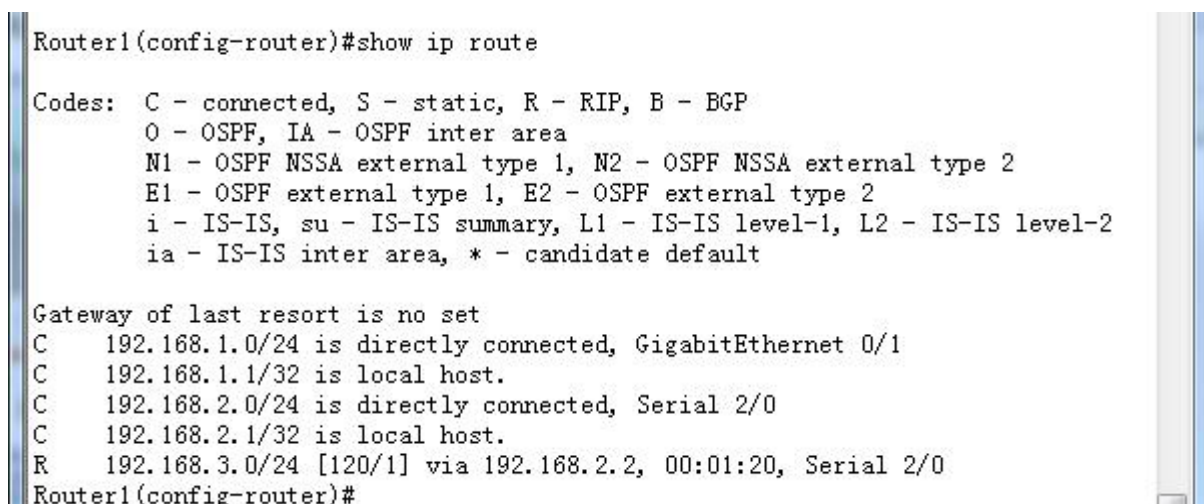 Router1(config-router)#show ip route
Codes:  C - connected, S - static, R - RIP, B - BGP
O - OSPF, IA - OSPF inter area
N1 - OSPF NSSA external type 1, N2 - OSPF NSSA external type 2
E1 - OSPF external type 1, E2 - OSPF external type 2
i - IS-IS, su - IS-IS summary, L1 - IS-IS level-1, L2 - IS-IS level-2
ia - IS-IS inter area, * - candidate default
Gateway of last resort is no set
C    192.168.1.0/24 is directly connected, GigabitEthernet 0/1
C    192.168.1.1/32 is local host.
C    192.168.2.0/24 is directly connected, Serial 2/0
C    192.168.2.1/32 is local host.
R    192.168.3.0/24 [120/1] via 192.168.2.2, 00:01:20, Serial 2/0
Router1(config-router)#